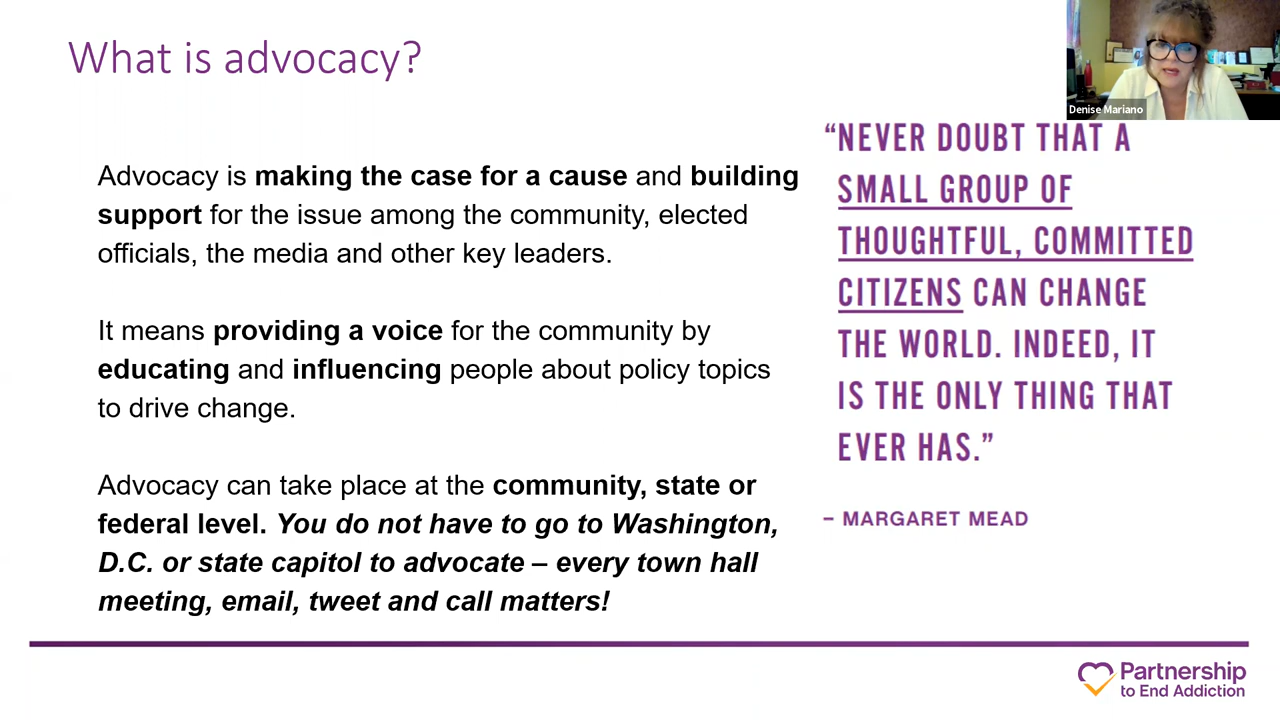 What is advocacy?
Denise Mariano
Advocacy is making the case for a cause and building
support for the issue among the community, elected
officials, the media and other key leaders.
It means providing a voice for the community by
educating and influencing people about policy topics
to drive change.
Advocacy can take place at the community, state or
federal level. You do not have to go to Washington,
D.C. or state capitol to advocate – every town hall
meeting, email, tweet and call matters!
“NEVER DOUBT THAT A
SMALL GROUP OF
THOUGHTFUL, COMMITTED
CITIZENS CAN CHANGE
THE WORLD. INDEED, IT
IS THE ONLY THING THAT
EVER HAS.”
– MARGARET MEAD
Partnership
to End Addiction